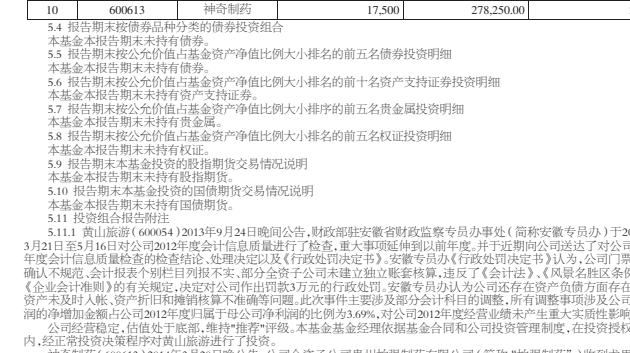 10 600613 神奇制药 17,500 278,250.00
5.4 报告期末按债券品种分类的债券投资组合
本基金本报告期末未持有债券。
5.5 报告期末按公允价值占基金资产净值比例大小排名的前五名债券投资明细
本基金本报告期末未持有债券。
5.6 报告期末按公允价值占基金资产净值比例大小排名的前十名资产支持证券投资明细
本基金本报告期末未持有资产支持证券。
5.7 报告期末按公允价值占基金资产净值比例大小排序的前五名贵金属投资明细
本基金本报告期末未持有贵金属。
5.8 报告期末按公允价值占基金资产净值比例大小排名的前五名权证投资明细
本基金本报告期末未持有权证。
5.9 报告期末本基金投资的股指期货交易情况说明
本基金本报告期末未持有股指期货。
5.10 报告期末本基金投资的国债期货交易情况说明
本基金本报告期末未持有国债期货。
5.11 投资组合报告附注
5.11.1 黄山旅游(600054)2013年9月24日晚间公告,财政部驻安徽省财政监察专员办事处(简称安徽专员办)于20
3月21日至5月16日对公司2012年度会计信息质量进行了检查,重大事项延伸到以前年度。并于近期向公司送达了对公司
年度会计信息质量检查的检查结论、处理决定以及《行政处罚决定书》。安徽专员办《行政处罚决定书》认为,公司门票
确认不规范、会计报表个别栏目列报不实、部分全资子公司未建立独立账套核算,违反了《会计法》、《风景名胜区条例
《企业会计准则》的有关规定,决定对公司作出罚款3万元的行政处罚。安徽专员办认为公司还存在资产负债方面存在
资产未及时入帐、资产折旧和摊销核算不准确等问题。此次事件主要涉及部分会计科目的调整,所有调整事项涉及公司
润的净增加金额占公司2012年度归属于母公司净利润的比例为3.69%,对公司2012年度经营业绩未产生重大实质性影响
公司经营稳定,估值处于底部,维持"推荐"评级。本基金基金经理依据基金合同和公司投资管理制度,在投资授权
内,经正常投资决策程序对黄山旅游进行了投资。